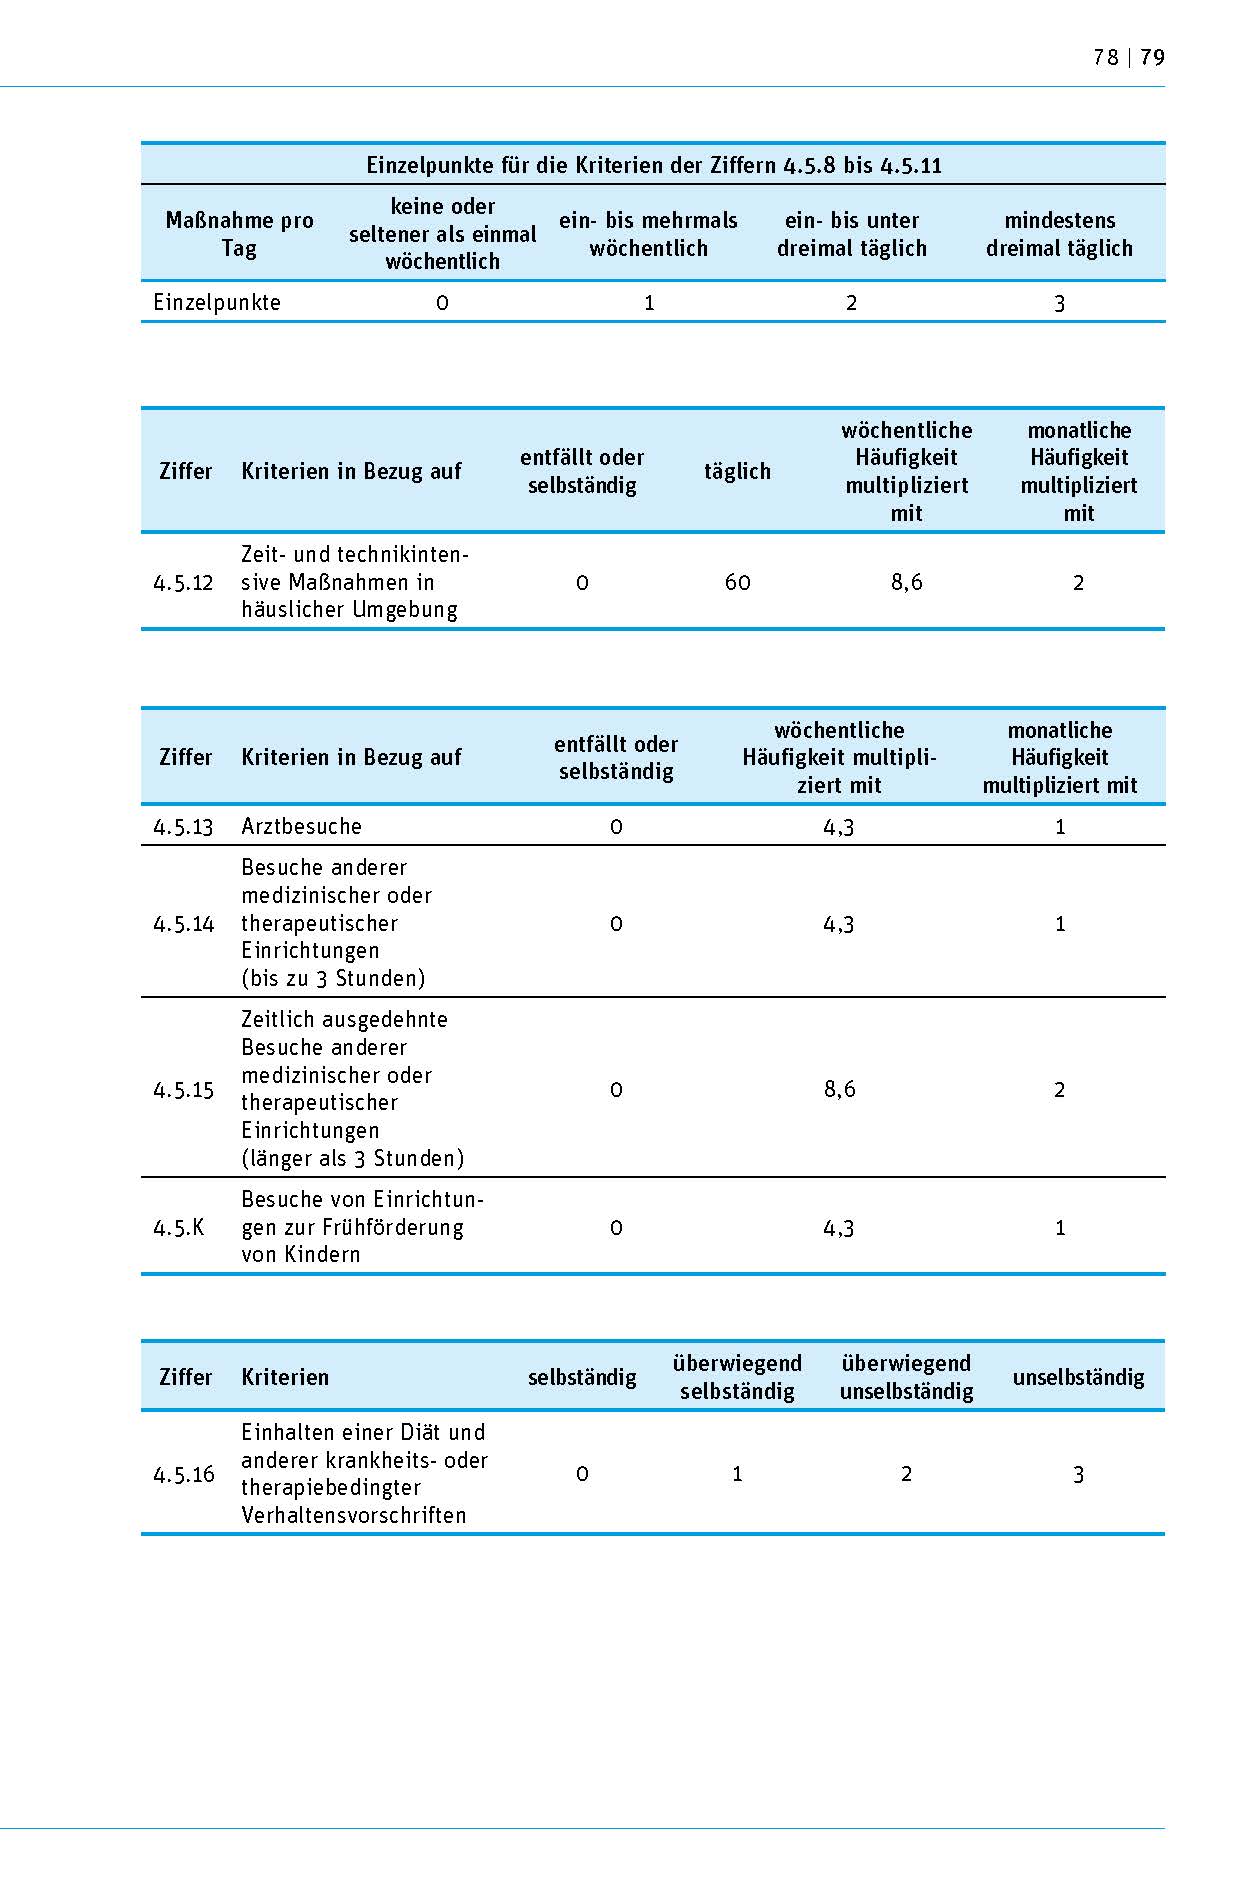 78 | 79
Einzelpunkte für die Kriterien der Ziffern 4.5.8 bis 4.5.11
Maßnahme pro Tag keine oder seltener als einmal wöchentlich ein- bis mehrmals wöchentlich ein- bis unter dreimal täglich mindestens dreimal täglich
Einzelpunkte 0 1 2 3
Ziffer Kriterien in Bezug auf entfällt oder selbständig täglich wöchentliche Häufigkeit multipliziert mit monatliche Häufigkeit multipliziert mit
Zeit- und technikinten-
4.5.12 sive Maßnahmen in 0 60 8,6 2
häuslicher Umgebung
Ziffer Kriterien in Bezug auf entfällt oder selbständig wöchentliche Häufigkeit multipli- ziert mit monatliche Häufigkeit multipliziert mit
4.5.13 Arztbesuche 0 4,3 1
Besuche anderer
medizinischer oder
4.5.14 therapeutischer 0 4,3 1
Einrichtungen
(bis zu 3 Stunden)
Zeitlich ausgedehnte
Besuche anderer
medizinischer oder
4.5.15 therapeutischer 0 8,6 2
Einrichtungen
(länger als 3 Stunden)
Besuche von Einrichtun-
4.5.K gen zur Frühförderung 0 4,3 1
von Kindern
Ziffer Kriterien selbständig überwiegend selbständig überwiegend unselbständig unselbständig
Einhalten einer Diät und
anderer krankheits- oder
4.5.16 therapiebedingter 0 1 2 3
Verhaltensvorschriften